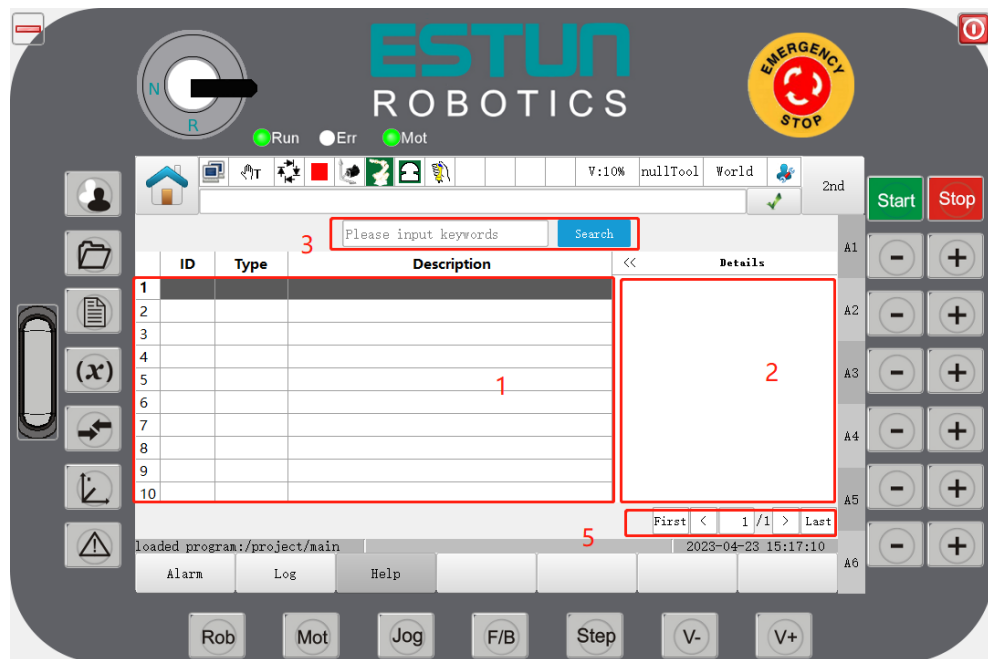 ESTUN
ROBOTICS
EMERGENCY
STOP
N
R
Run Err Mot
T V:10% nullTool World 2nd
Start Stop
3 Please input keywords Search
A1
ID Type Description << Details
1
2
3
4
5
6
7
8
9
10
1
2
A2
A3
A4
A5
A6
(x)
5 First < 1 /1 > Last
loaded program:/project/main 2023-04-23 15:17:10
Alarm Log Help
Rob Mot Jog F/B Step V- V+